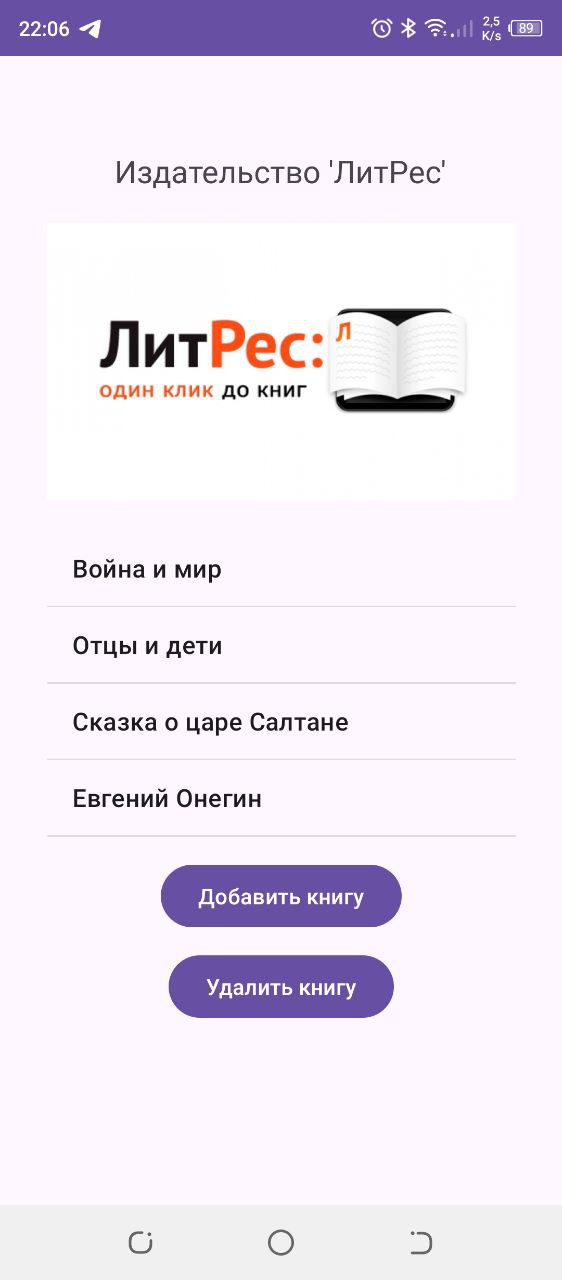 22:06
2,5
K/s
89
Издательство 'ЛитРес'
ЛитРес:
один клик до книг
Л
Война и мир
Отцы и дети
Сказка о царе Салтане
Евгений Онегин
Добавить книгу
Удалить книгу